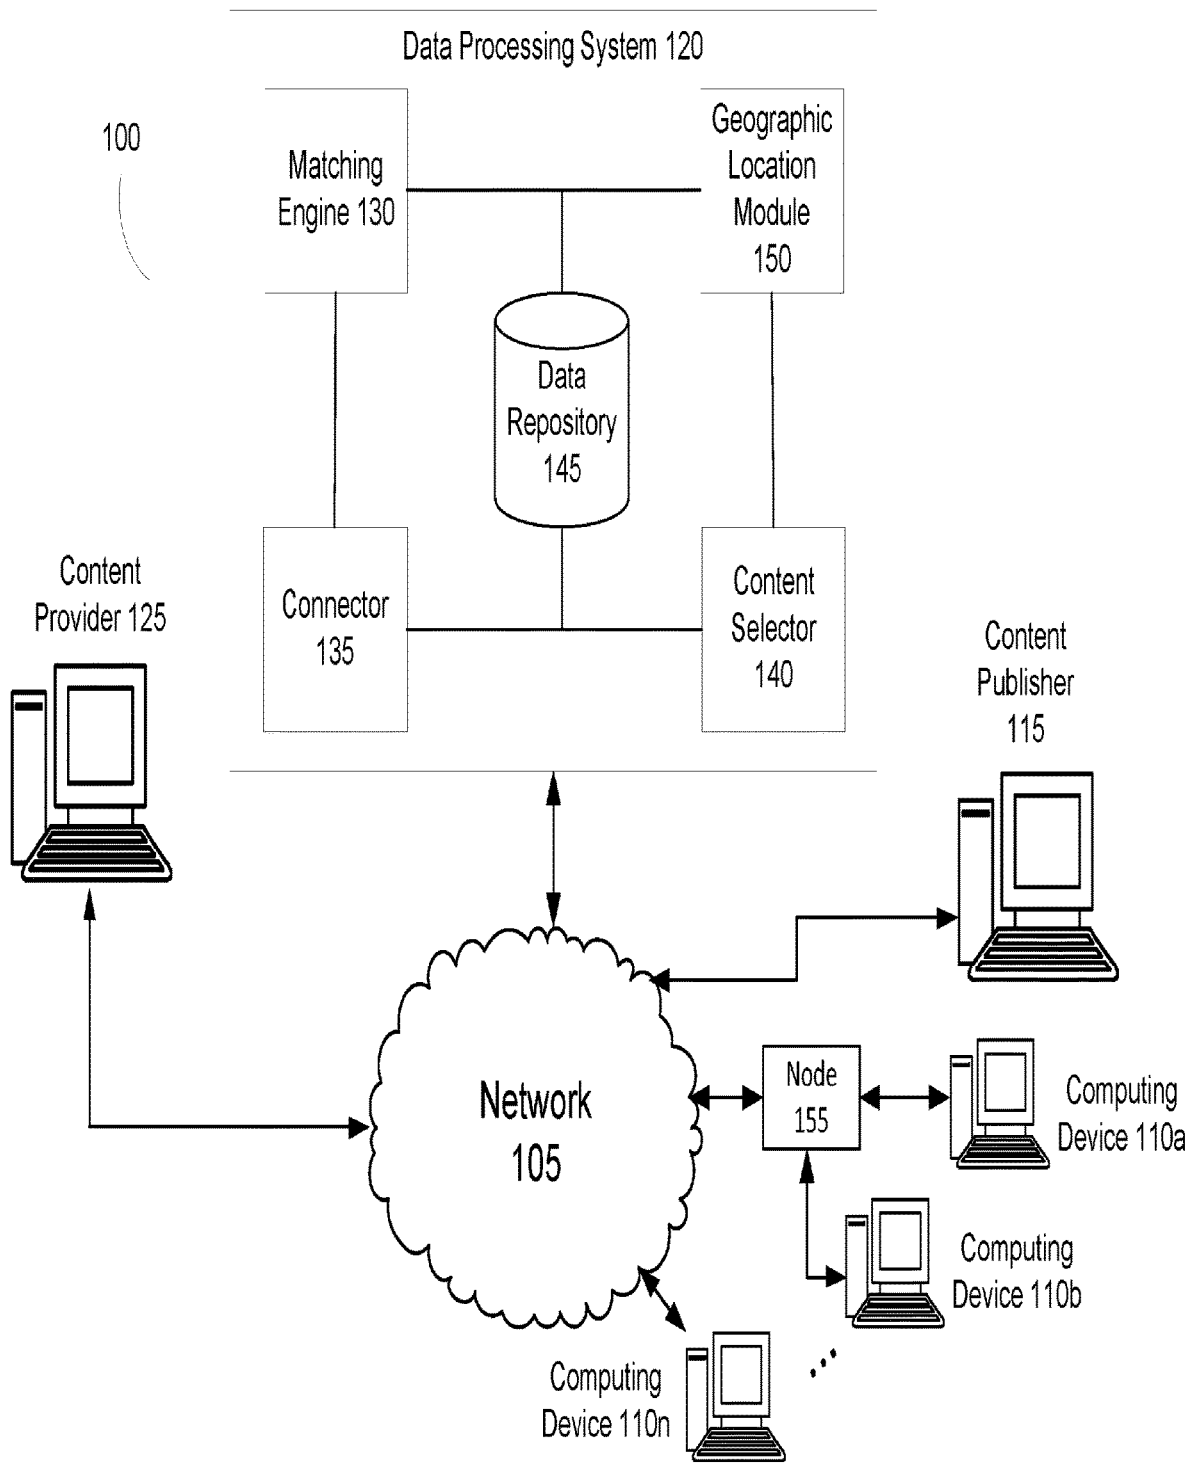 Data Processing System 120
100
Matching
Engine 130
Geographic
Location
Module
150
Data
Repository
145
Connector
135
Content
Selector
140
Content
Provider 125
Content
Publisher
115
Network
105
Node
155
Computing
Device 110a
Computing
Device 110b
Computing
Device 110n